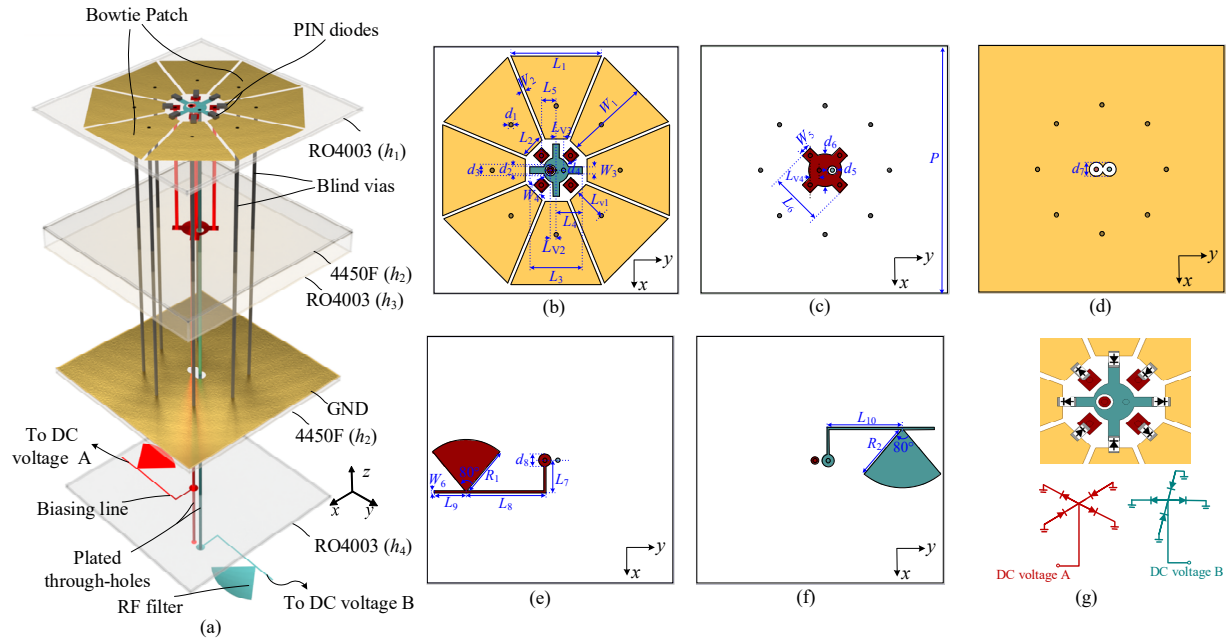 Bowtie Patch
PIN diodes
RO4003 (h1)
Blind vias
4450F (h2)
RO4003 (h3)
GND
4450F (h2)
To DC
voltage A
Biasing line
z
x
y
RO4003 (h4)
Plated
through-holes
RF filter
To DC voltage B
(a)
L1
W2
L5
W1
d1
LV3
L2
d3
d2
d4
W3
W4
Lv1
L4
LV2
L3
y
x
(b)
W5
d6
P
LV4
d5
L6
y
x
(c)
d7
y
x
(d)
80°
R1
d8
W6
L7
L9
L8
y
x
(e)
L10
R2
80°
y
x
(f)
DC voltage A
DC voltage B
(g)